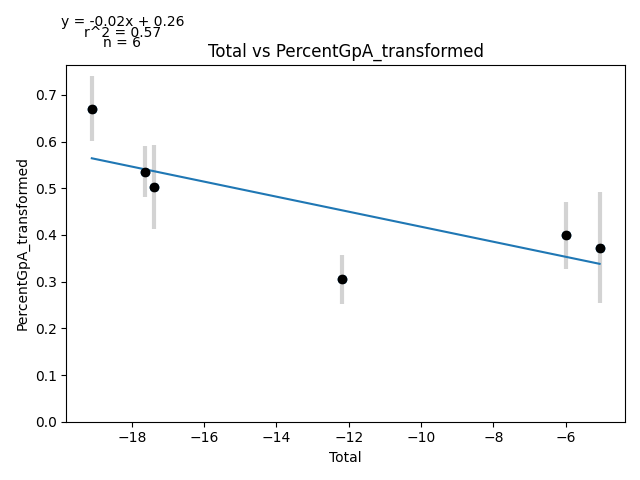 y = -0.02x + 0.26
r^2 = 0.57
n = 6
Total vs PercentGpA_transformed
PercentGpA_transformed
0.7
0.6
0.5
0.4
0.3
0.2
0.1
0.0
−18
−16
−14
−12
−10
−8
−6
Total